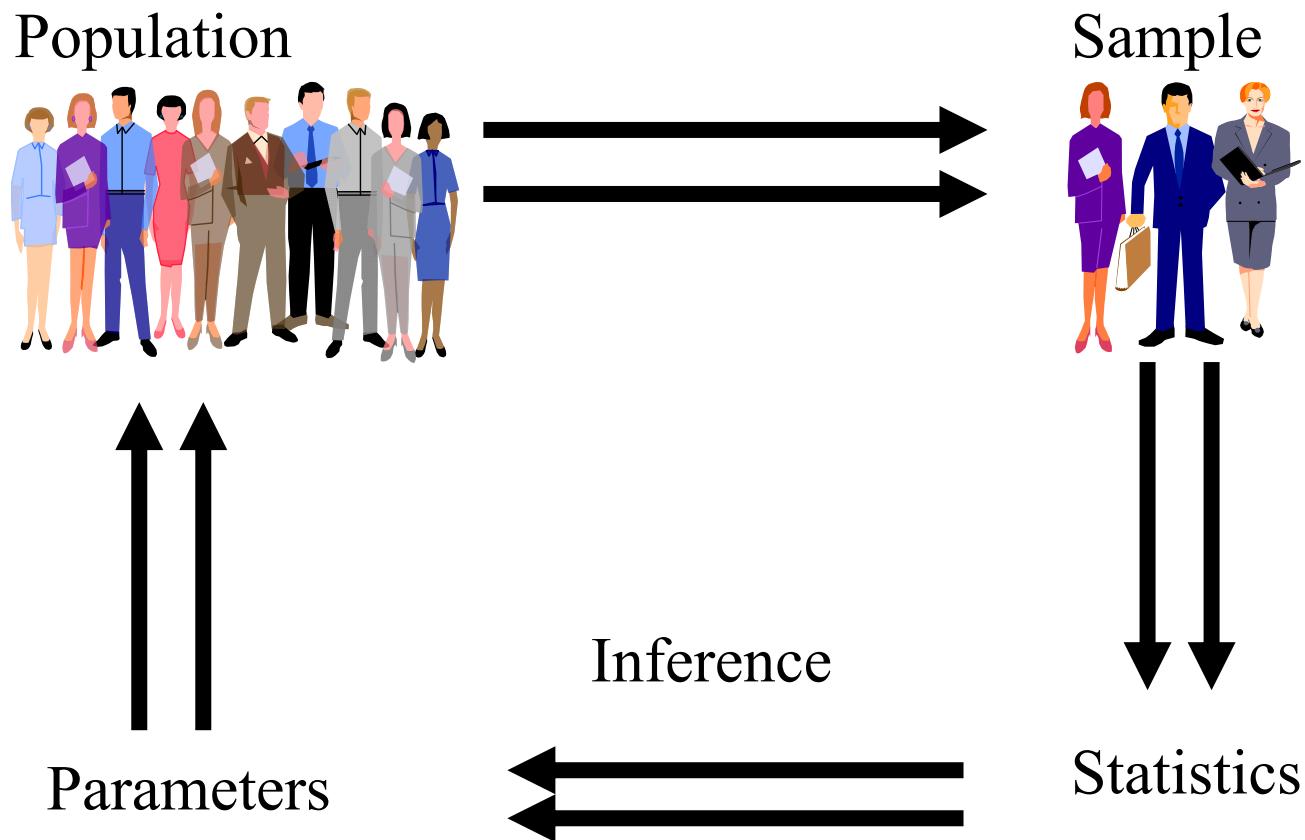 Population
Sample
Inference
Parameters
Statistics